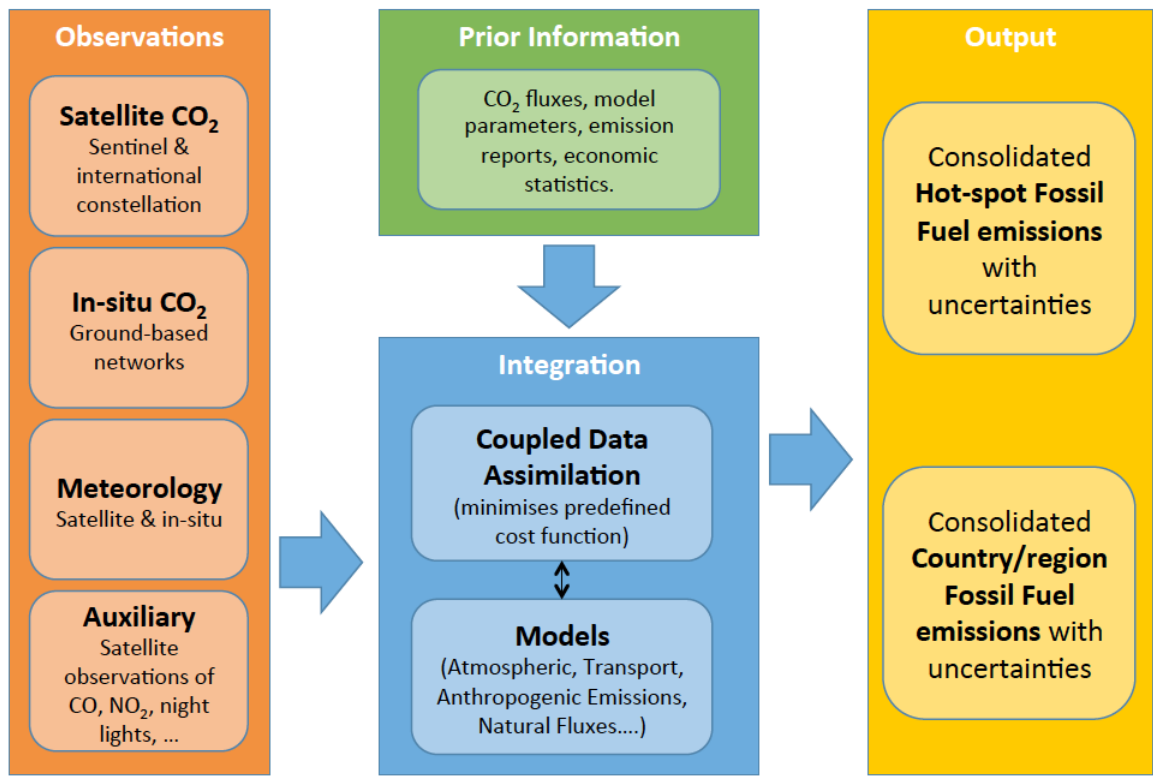 Observations
Satellite CO₂
Sentinel &
international
constellation
In-situ CO₂
Ground-based
networks
Meteorology
Satellite & in-situ
Auxiliary
Satellite
observations of
CO, NO₂, night
lights, ...
Prior Information
CO₂ fluxes, model
parameters, emission
reports, economic
statistics.
Integration
Coupled Data
Assimilation
(minimises predefined
cost function)
Models
(Atmospheric, Transport,
Anthropogenic Emissions,
Natural Fluxes....)
Output
Consolidated
Hot-spot Fossil
Fuel emissions
with
uncertainties
Consolidated
Country/region
Fossil Fuel
emissions with
uncertainties